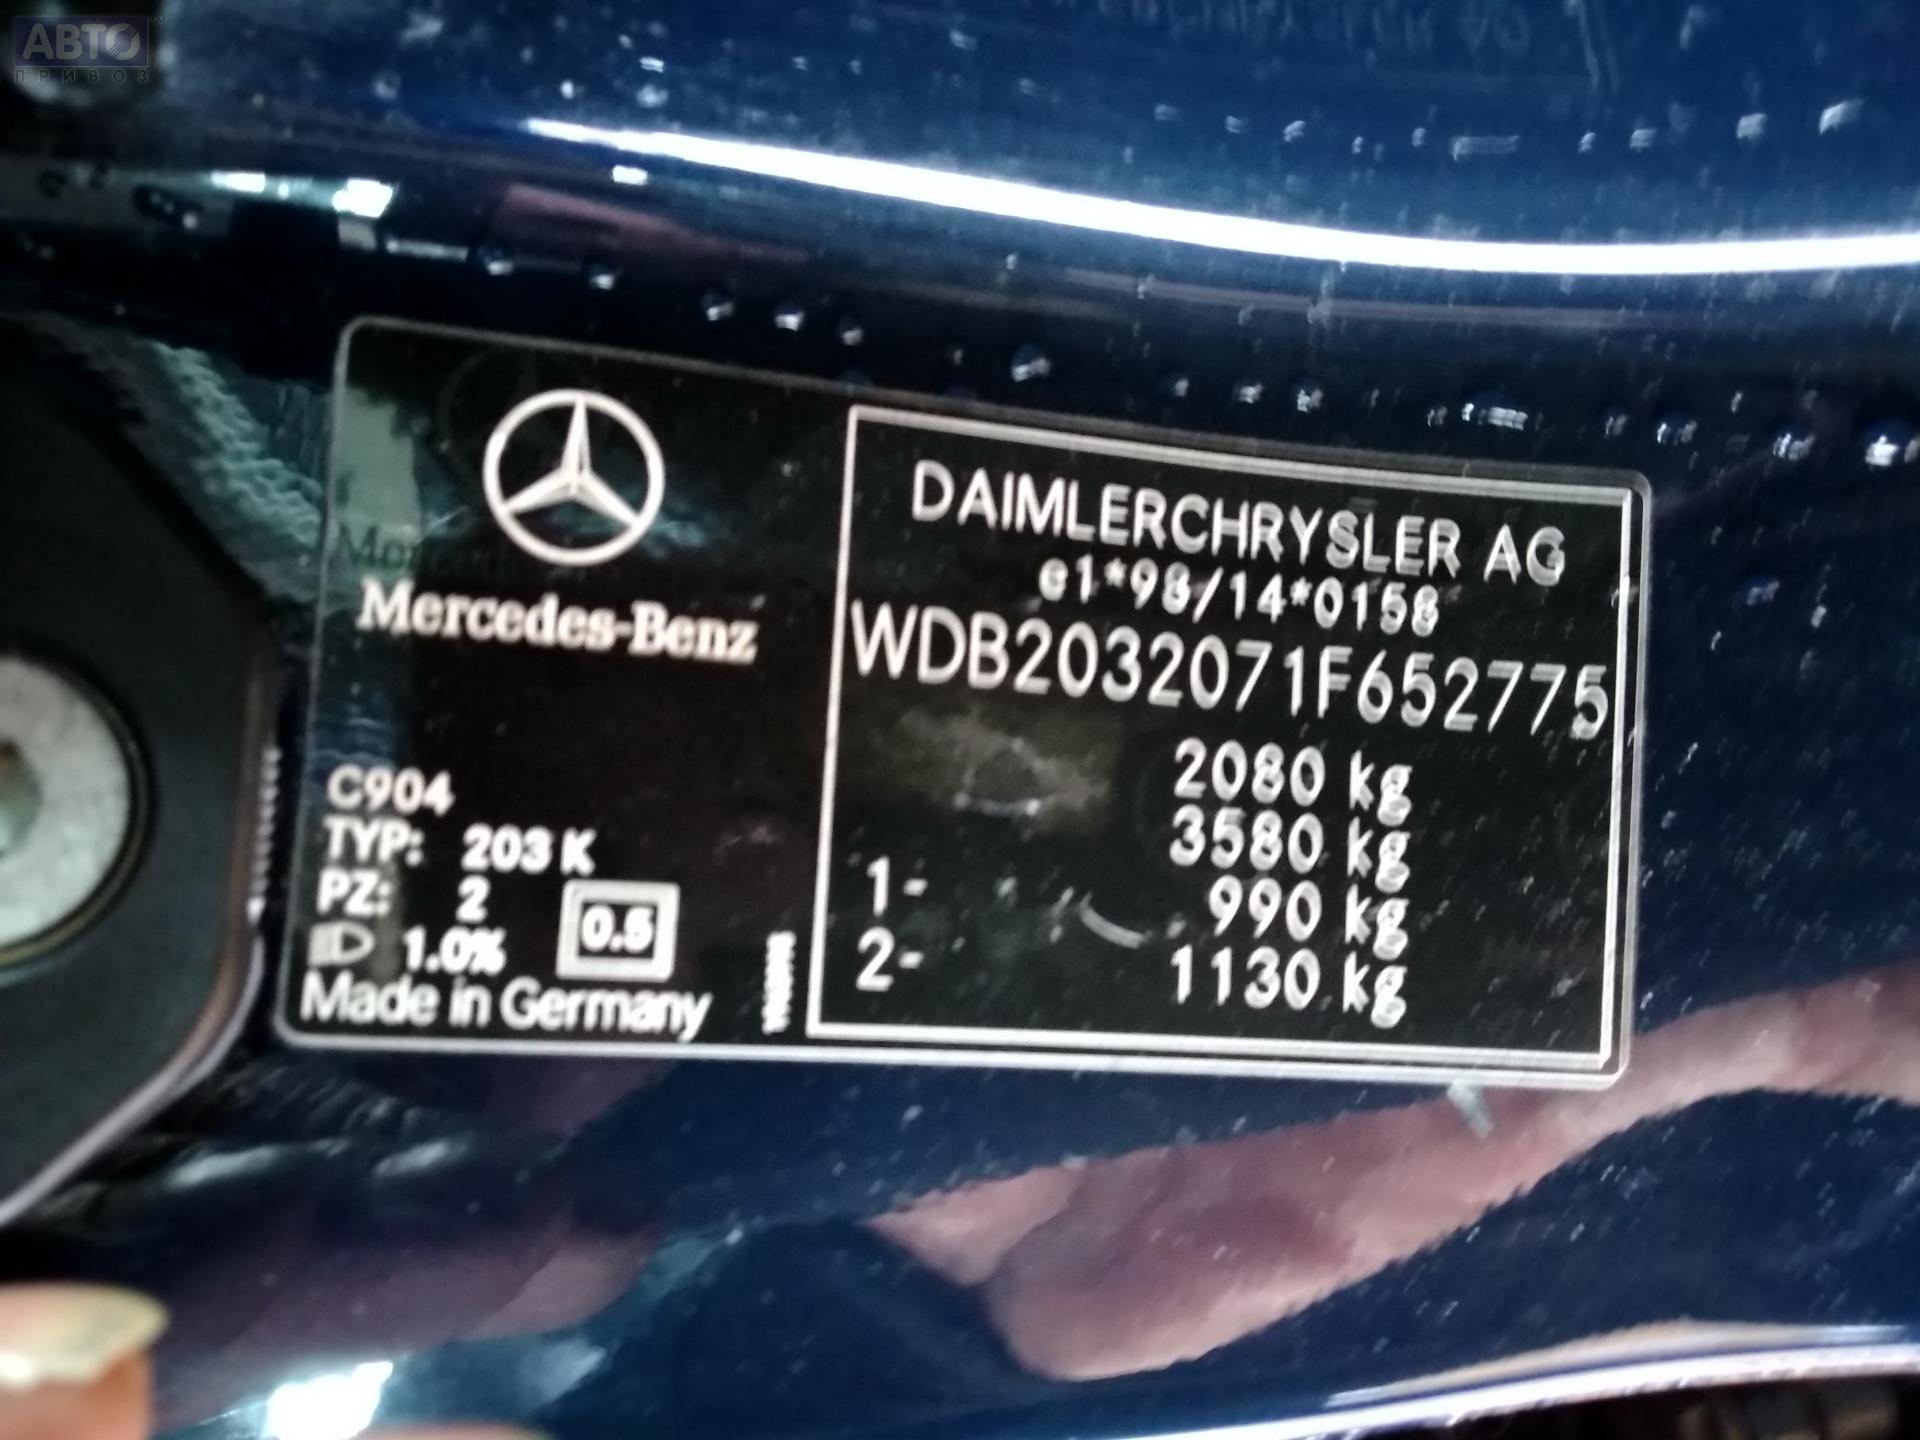 АВТО
ПРИВОЗ
Mercedes-Benz
DAIMLERCHRYSLER AG
e1*98/14*0158
WDB2032071F652775
2080 kg
3580 kg
1- 990 kg
2- 1130 kg
C904
TYP: 203 K
PZ: 2
1.0% 0.5
Made in Germany